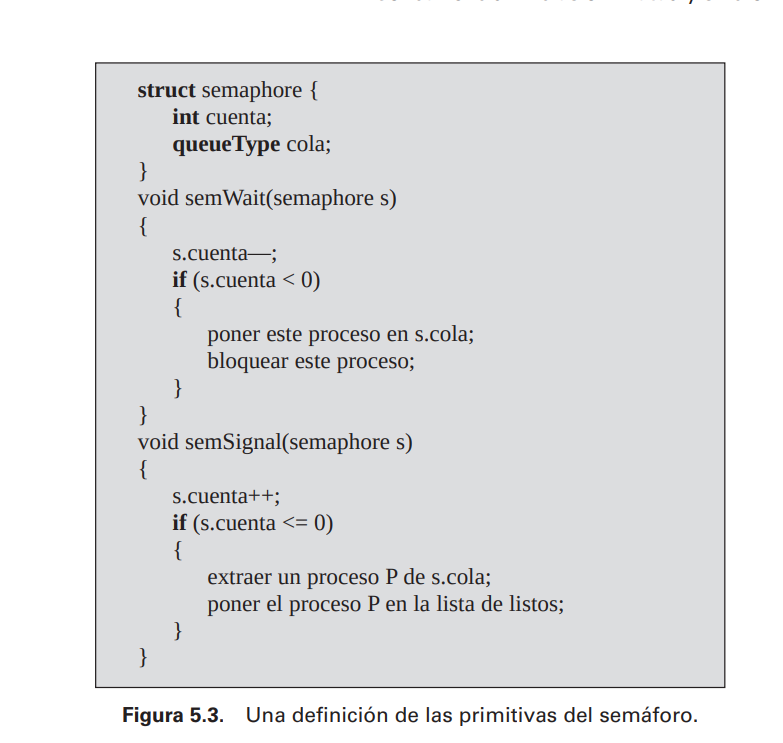 struct semaphore {
int cuenta;
queueType cola;
}
void semWait(semaphore s)
{
s.cuenta—;
if (s.cuenta < 0)
{
poner este proceso en s.cola;
bloquear este proceso;
}
}
void semSignal(semaphore s)
{
s.cuenta++;
if (s.cuenta <= 0)
{
extraer un proceso P de s.cola;
poner el proceso P en la lista de listos;
}
}
Figura 5.3. Una definición de las primitivas del semáforo.